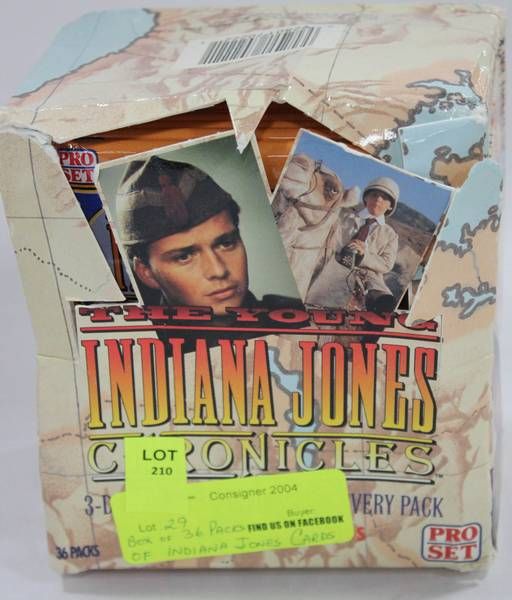 PRO
SET
THE YOUNG
INDIANA JONES
CHRONICLES
LOT
210
Consigner 2004
3-D
VERY PACK
Buyer:
Lot 29
FIND US ON FACEBOOK
Box of 36 Packs
OF INDIANA JONES CARDS
36 PACKS
PRO
SET